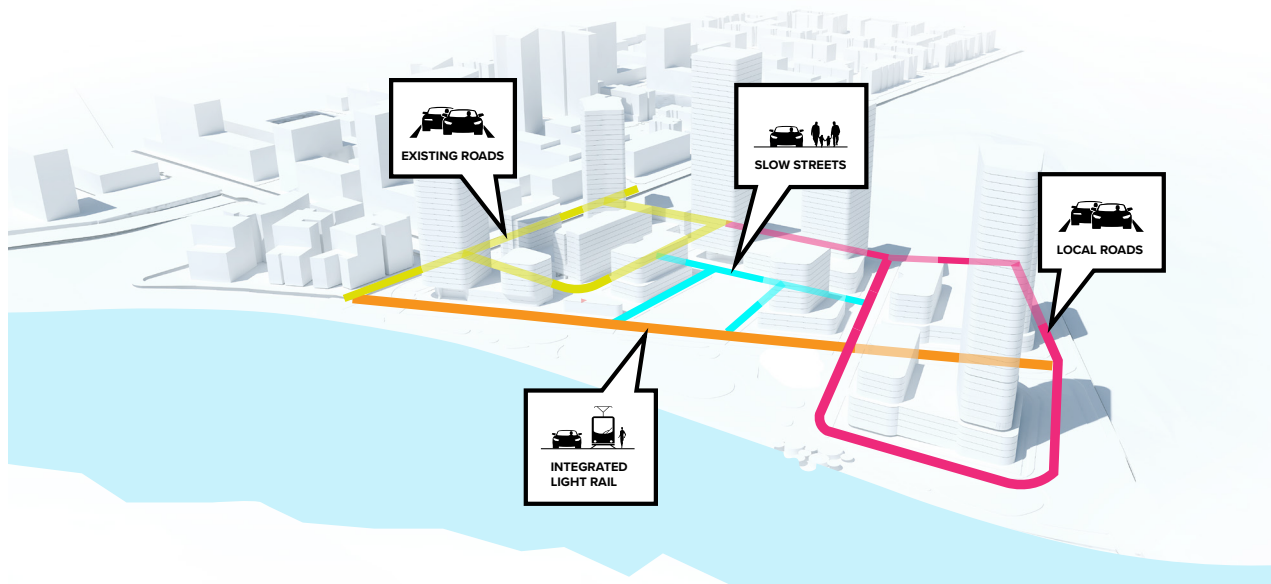 EXISTING ROADS
SLOW STREETS
LOCAL ROADS
INTEGRATED
LIGHT RAIL